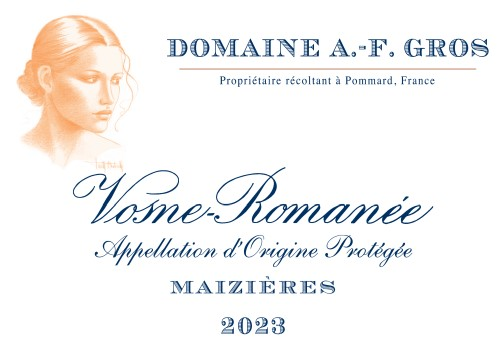 DOMAINE A.-F. GROS
Propriétaire récoltant à Pommard, France
Vosne-Romanée
Appellation d'Origine Protégée
MAIZIÈRES
2023